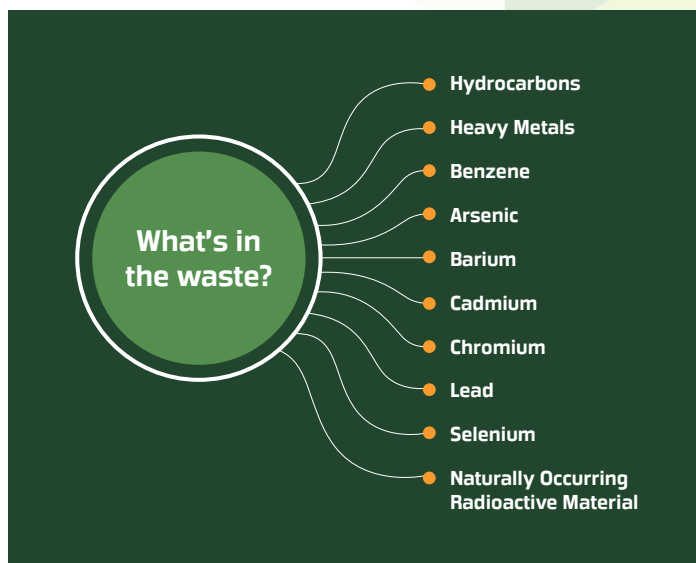 What's in
the waste?
Hydrocarbons
Heavy Metals
Benzene
Arsenic
Barium
Cadmium
Chromium
Lead
Selenium
Naturally Occurring
Radioactive Material